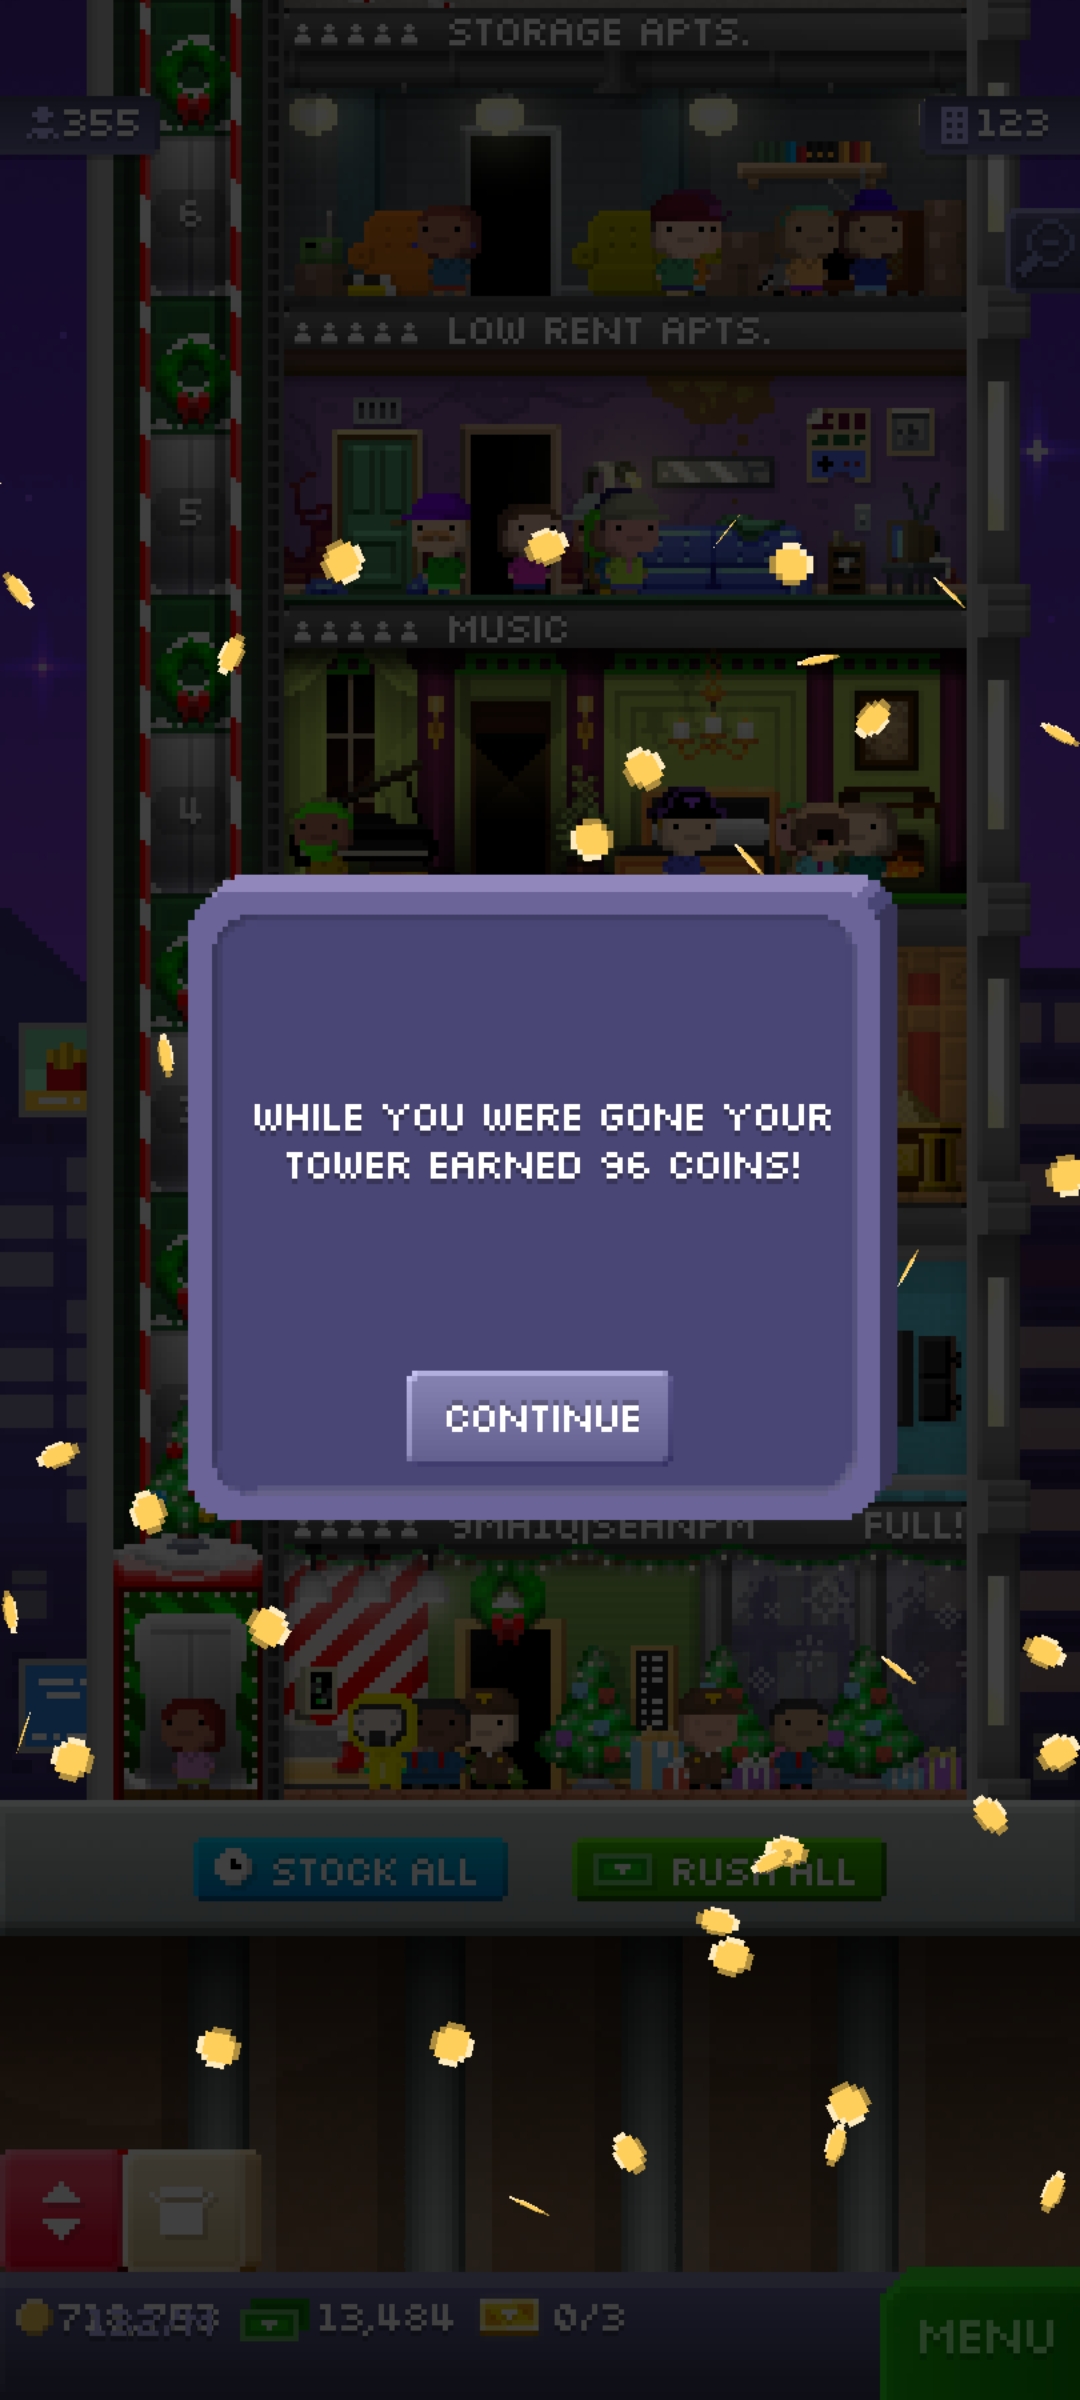 STORAGE APTS.
355
123
6
LOW RENT APTS.
5
MUSIC
4
WHILE YOU WERE GONE YOUR
TOWER EARNED 96 COINS!
CONTINUE
FULL!
STOCK ALL
RUSH ALL
13,484
0/3
MENU